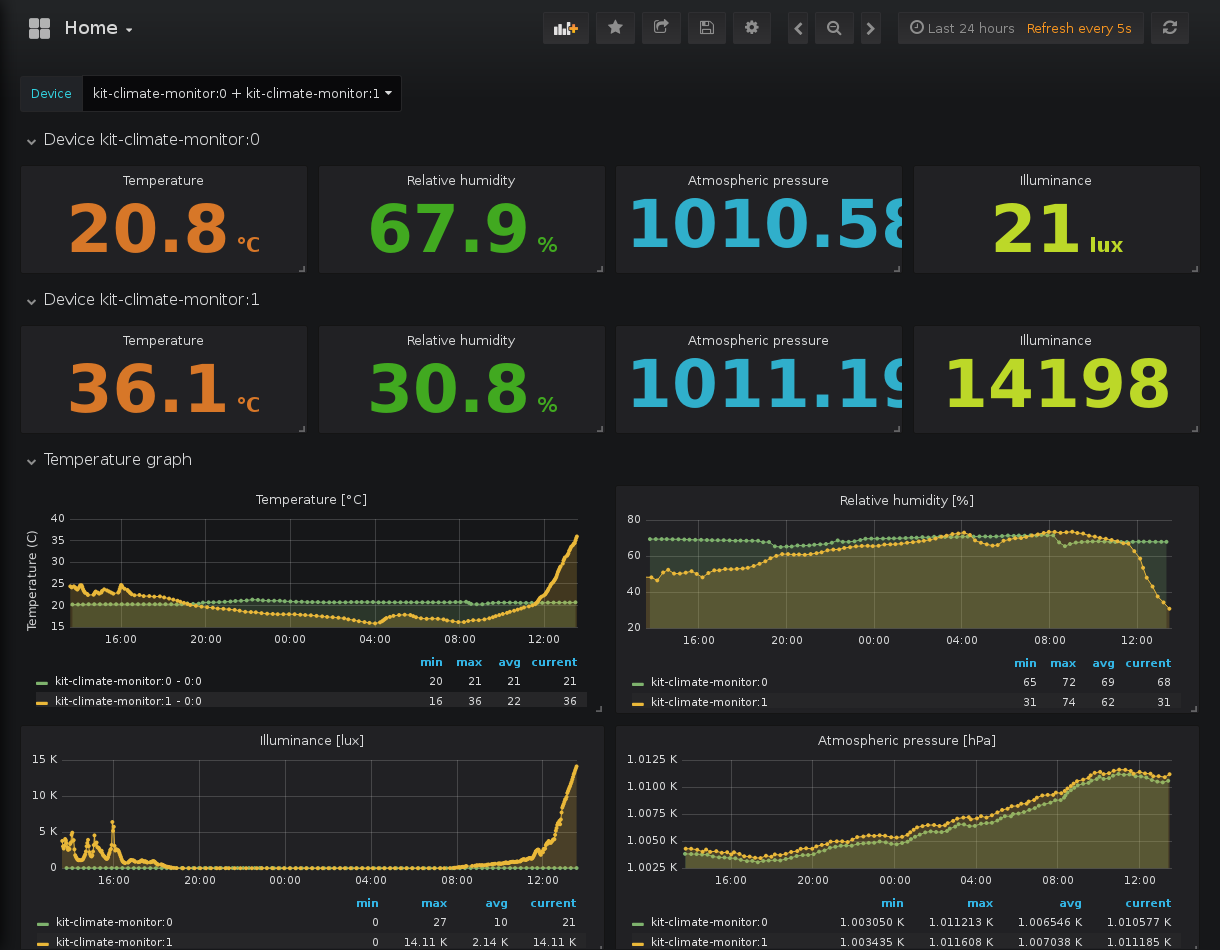 Home
Last 24 hours Refresh every 5s
Device kit-climate-monitor:0 + kit-climate-monitor:1
Device kit-climate-monitor:0
Temperature Relative humidity Atmospheric pressure Illuminance
20.8 °C 67.9 % 1010.58 21 lux
Device kit-climate-monitor:1
Temperature Relative humidity Atmospheric pressure Illuminance
36.1 °C 30.8 % 1011.19 14198
Temperature graph
Temperature [°C]
Temperature (C)
40
35
30
25
20
15
16:00 20:00 00:00 04:00 08:00 12:00
min max avg current
kit-climate-monitor:0 - 0:0 20 21 21 21
kit-climate-monitor:1 - 0:0 16 36 22 36
Relative humidity [%]
80
60
40
20
16:00 20:00 00:00 04:00 08:00 12:00
min max avg current
kit-climate-monitor:0 65 72 69 68
kit-climate-monitor:1 31 74 62 31
Illuminance [lux]
15 K
10 K
5 K
0
16:00 20:00 00:00 04:00 08:00 12:00
min max avg current
kit-climate-monitor:0 0 27 10 21
kit-climate-monitor:1 0 14.11 K 2.14 K 14.11 K
Atmospheric pressure [hPa]
1.0125 K
1.0100 K
1.0075 K
1.0050 K
1.0025 K
16:00 20:00 00:00 04:00 08:00 12:00
min max avg current
kit-climate-monitor:0 1.003050 K 1.011213 K 1.006546 K 1.010577 K
kit-climate-monitor:1 1.003435 K 1.011608 K 1.007038 K 1.011185 K